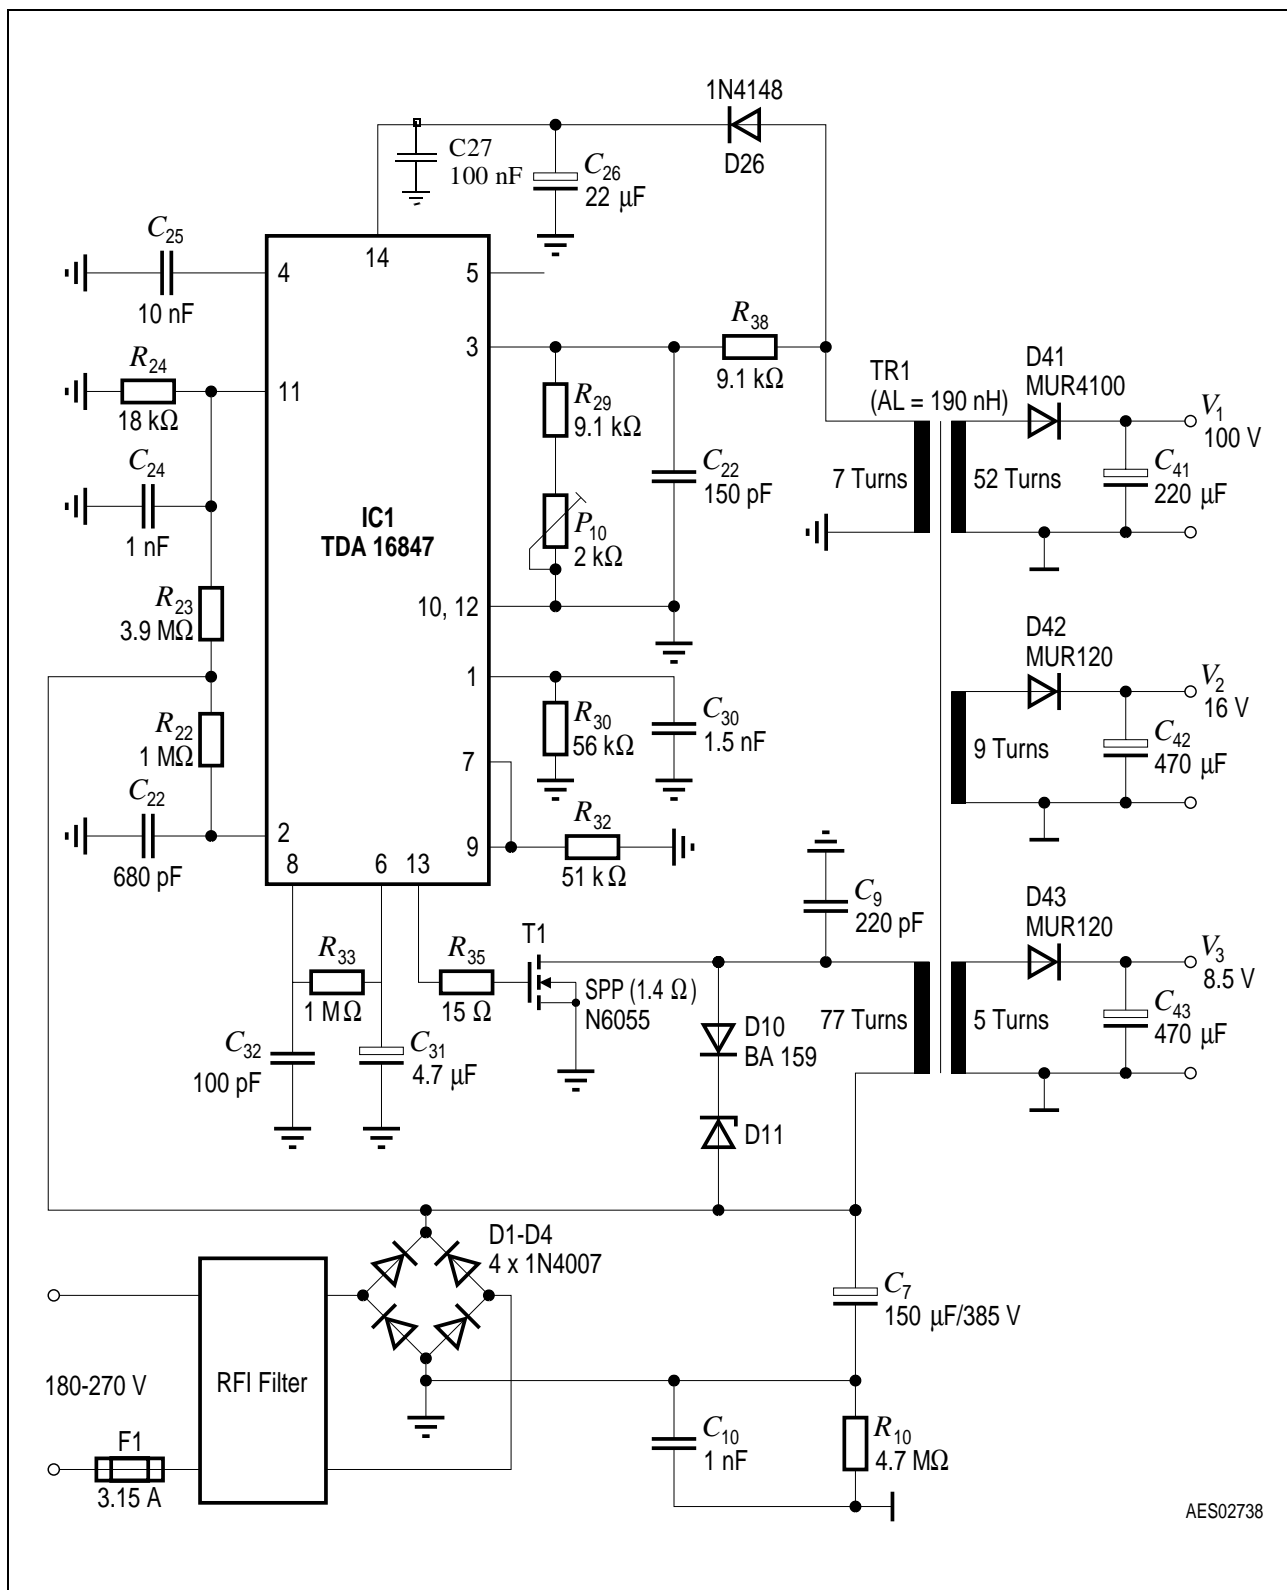 1N4148
D26
C27
100 nF
C26
22 µF
C25
10 nF
4
14
5
3
R38
9.1 kΩ
R24
18 kΩ
11
R29
9.1 kΩ
TR1
(AL = 190 nH)
D41
MUR4100
V1
100 V
C24
1 nF
C22
150 pF
7 Turns
52 Turns
C41
220 µF
IC1
TDA 16847
P10
2 kΩ
R23
3.9 MΩ
10, 12
D42
MUR120
V2
16 V
1
R22
1 MΩ
R30
56 kΩ
C30
1.5 nF
9 Turns
C42
470 µF
7
C22
680 pF
2
9
R32
51 kΩ
8
6
13
C9
220 pF
D43
MUR120
V3
8.5 V
R33
1 MΩ
R35
15 Ω
T1
SPP (1.4 Ω)
N6055
77 Turns
5 Turns
C43
470 µF
D10
BA 159
C32
100 pF
C31
4.7 µF
D11
D1-D4
4 x 1N4007
C7
150 µF/385 V
180-270 V
RFI Filter
F1
3.15 A
C10
1 nF
R10
4.7 MΩ
AES02738